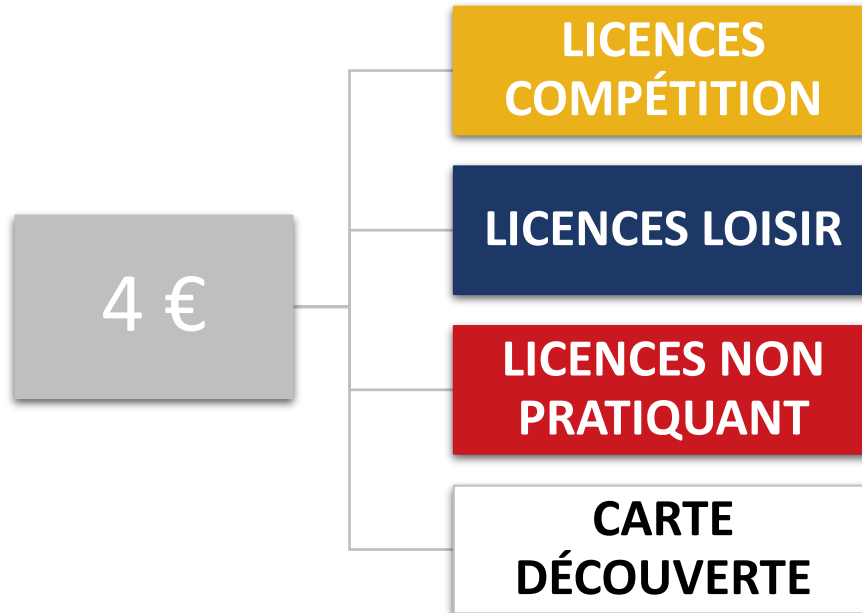 4 €
LICENCES
COMPÉTITION
LICENCES LOISIR
LICENCES NON
PRATIQUANT
CARTE
DÉCOUVERTE